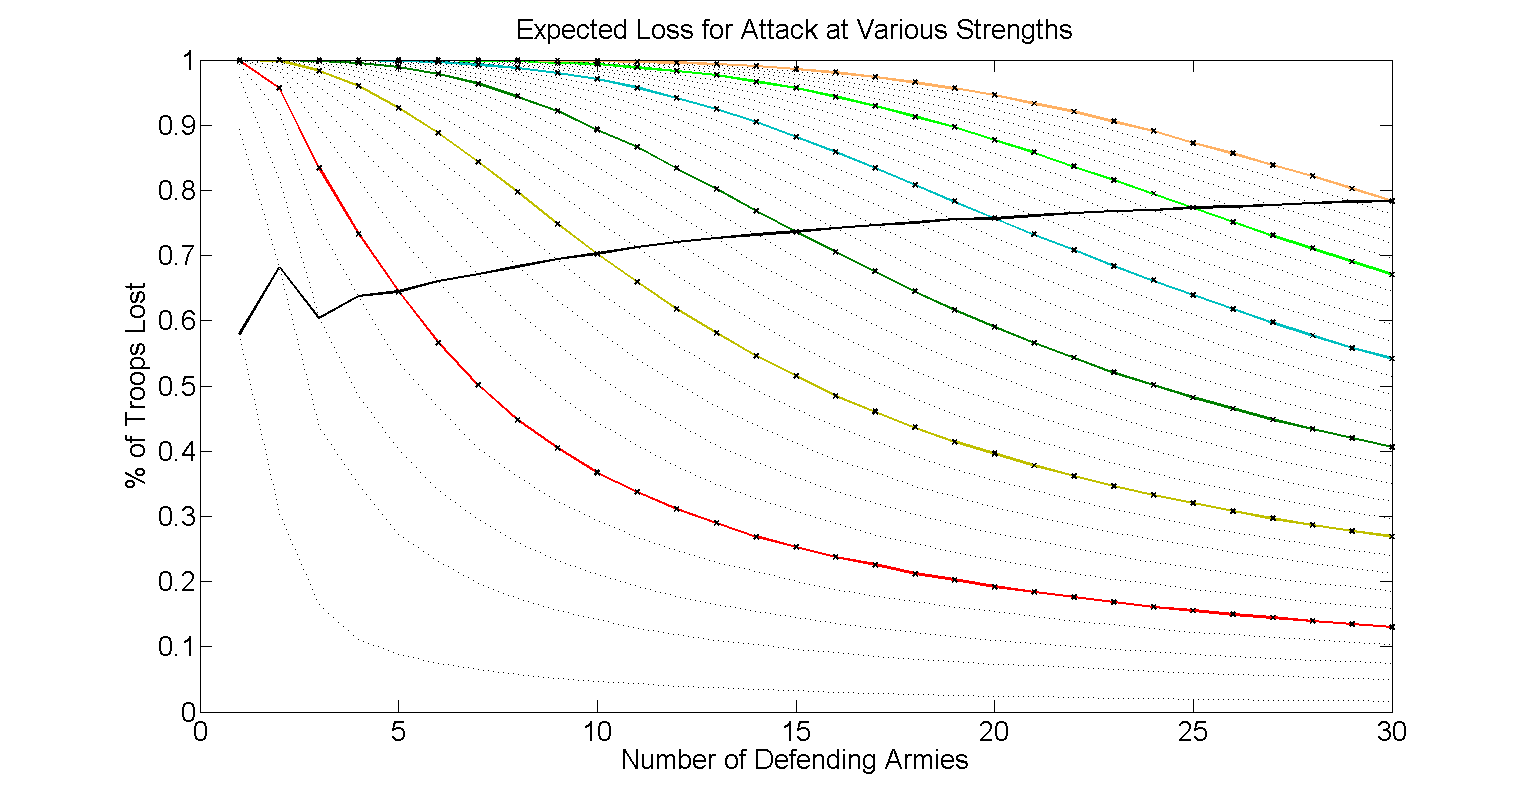 Expected Loss for Attack at Various Strengths
1
0.9
0.8
0.7
0.6
0.5
0.4
0.3
0.2
0.1
0
% of Troops Lost
0 5 10 15 20 25 30
Number of Defending Armies